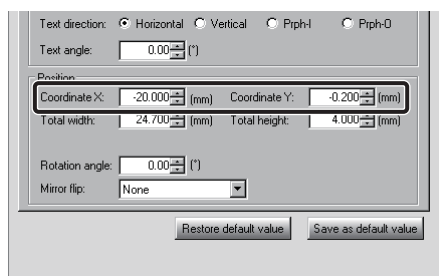 Text direction: Horizontal Vertical Prph-I Prph-O
Text angle: 0.00 (°)
Position
Coordinate X: -20.000 (mm) Coordinate Y: -0.200 (mm)
Total width: 24.700 (mm) Total height: 4.000 (mm)
Rotation angle: 0.00 (°)
Mirror flip: None
Restore default value Save as default value